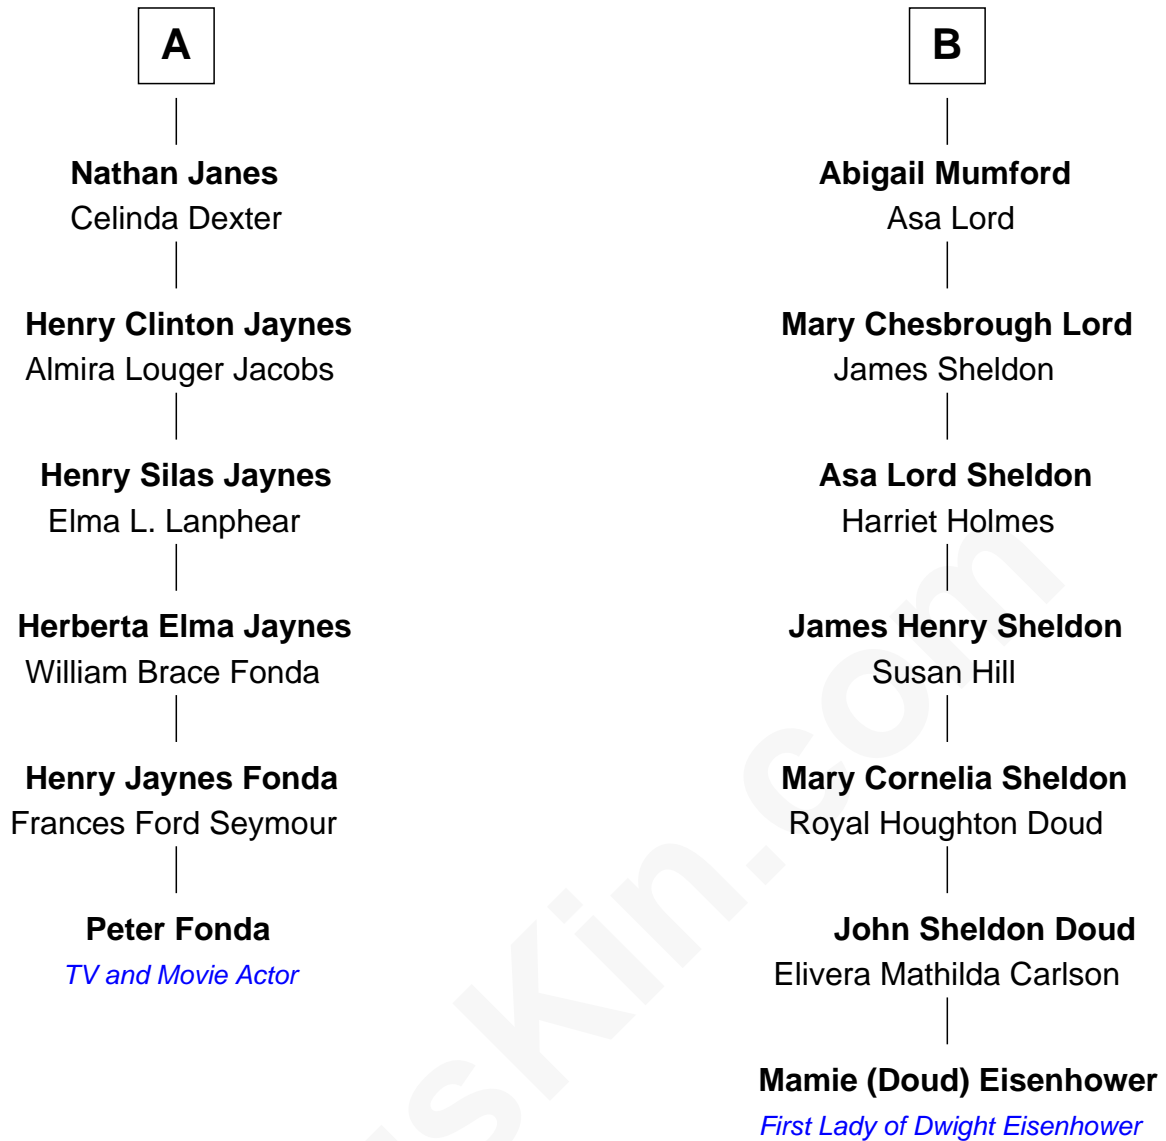 A
Nathan Janes
Celinda Dexter
Henry Clinton Jaynes
Almira Louger Jacobs
Henry Silas Jaynes
Elma L. Lanphear
Herberta Elma Jaynes
William Brace Fonda
Henry Jaynes Fonda
Frances Ford Seymour
Peter Fonda
TV and Movie Actor
B
Abigail Mumford
Asa Lord
Mary Chesbrough Lord
James Sheldon
Asa Lord Sheldon
Harriet Holmes
James Henry Sheldon
Susan Hill
Mary Cornelia Sheldon
Royal Houghton Doud
John Sheldon Doud
Elivera Mathilda Carlson
Mamie (Doud) Eisenhower
First Lady of Dwight Eisenhower